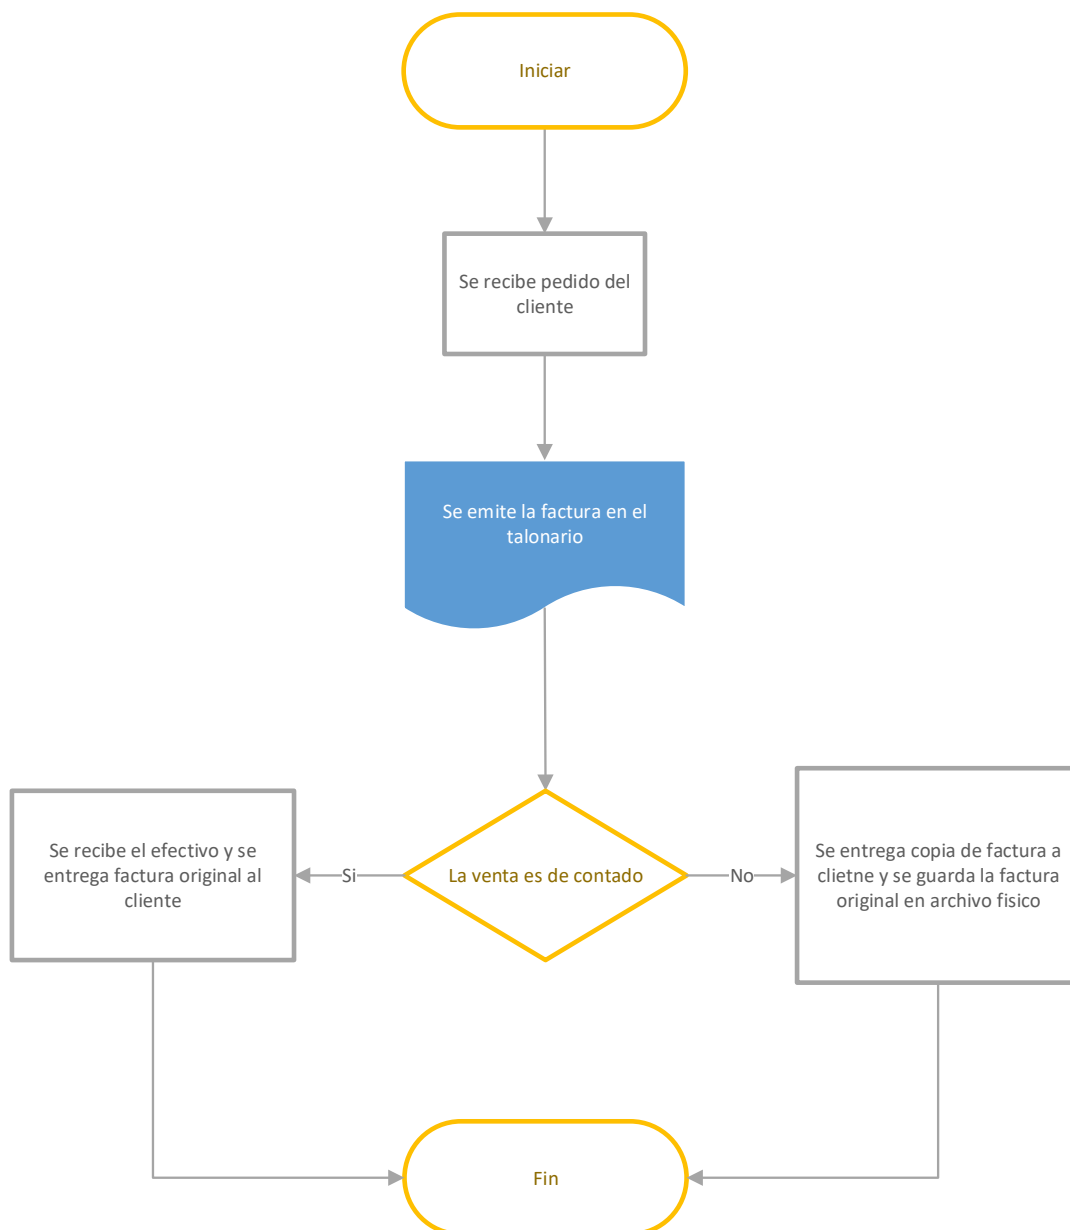 Iniciar
Se recibe pedido del
cliente
Se emite la factura en el
talonario
Se recibe el efectivo y se
entrega factura original al
cliente
Si
La venta es de contado
No
Se entrega copia de factura a
clietne y se guarda la factura
original en archivo fisico
Fin